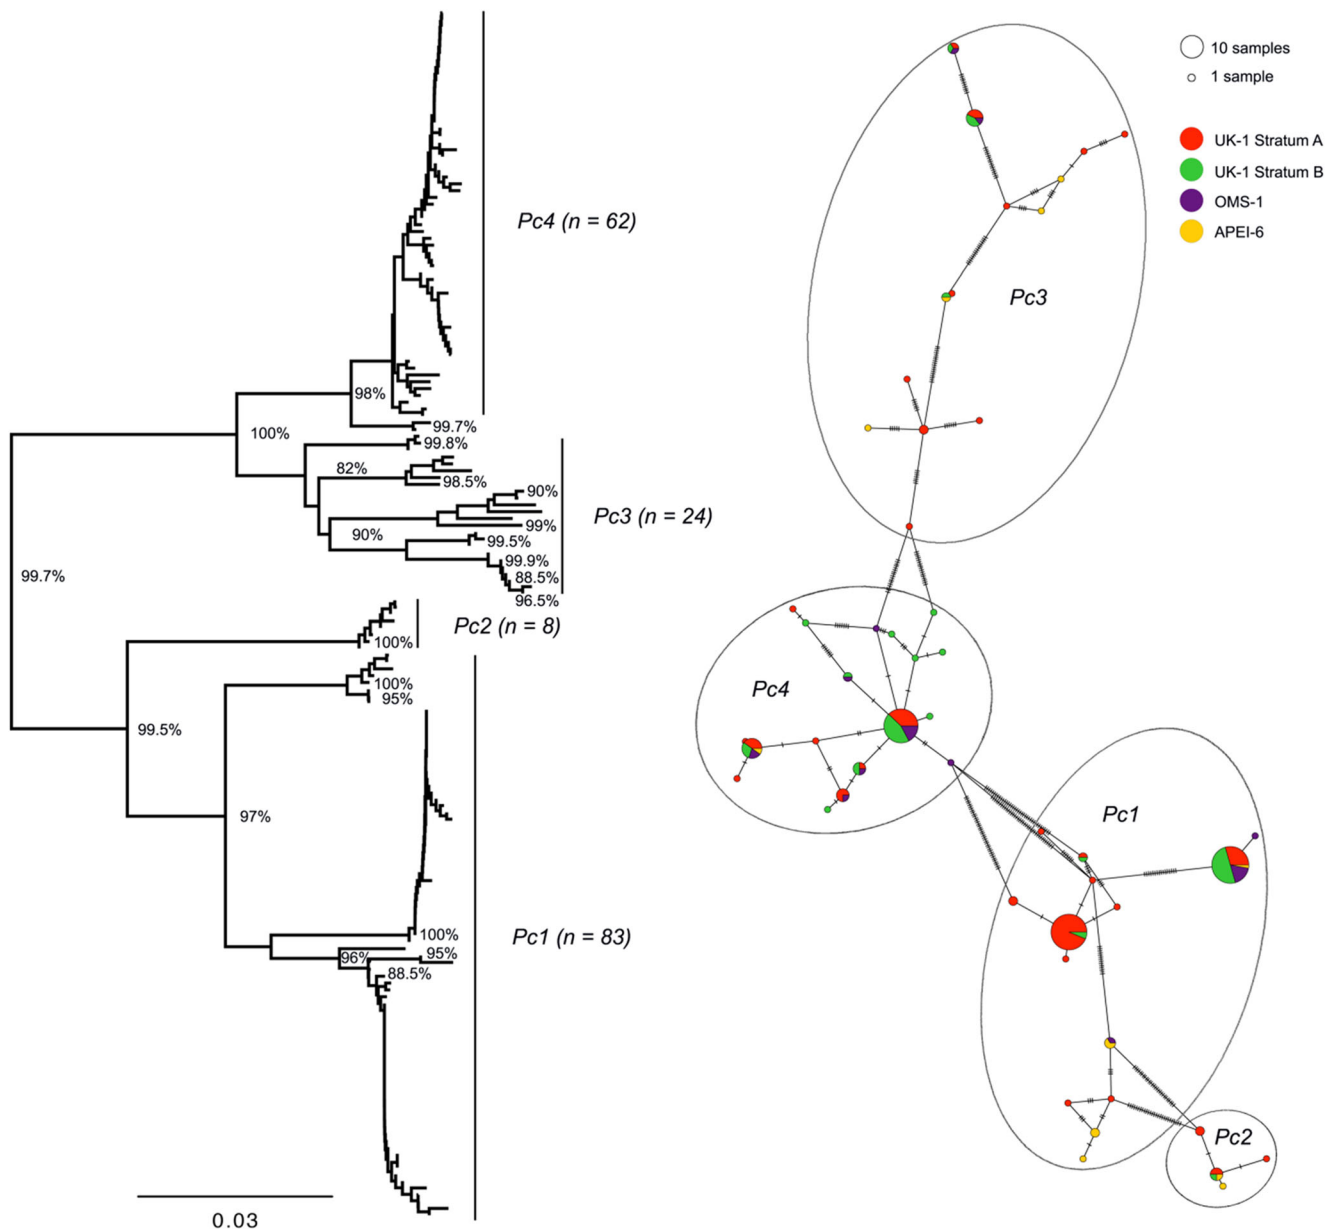 Pc4 (n = 62)
98%
99.7%
100%
99.8%
82%
98.5%
90%
Pc3 (n = 24)
99%
90%
99.5%
99.9%
88.5%
96.5%
99.7%
Pc2 (n = 8)
100%
100%
95%
99.5%
97%
100%
Pc1 (n = 83)
96%
95%
88.5%
0.03
10 samples
1 sample
UK-1 Stratum A
UK-1 Stratum B
OMS-1
APEI-6
Pc3
Pc4
Pc1
Pc2